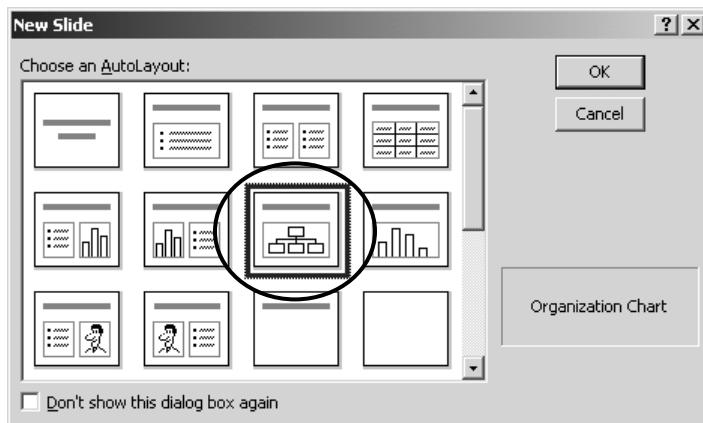 New Slide
Choose an AutoLayout:
OK
Cancel
Organization Chart
Don't show this dialog box again